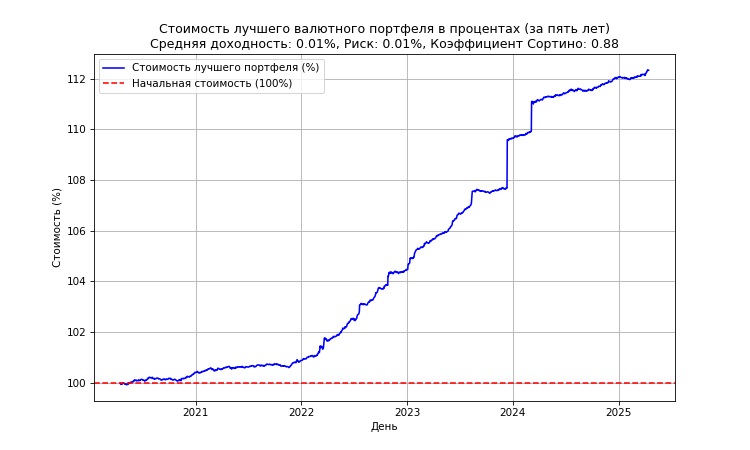 Стоимость лучшего валютного портфеля в процентах (за пять лет)
Средняя доходность: 0.01%, Риск: 0.01%, Коэффициент Сортино: 0.88
Стоимость лучшего портфеля (%)
Начальная стоимость (100%)
Стоимость (%)
112
110
108
106
104
102
100
2021 2022 2023 2024 2025
День